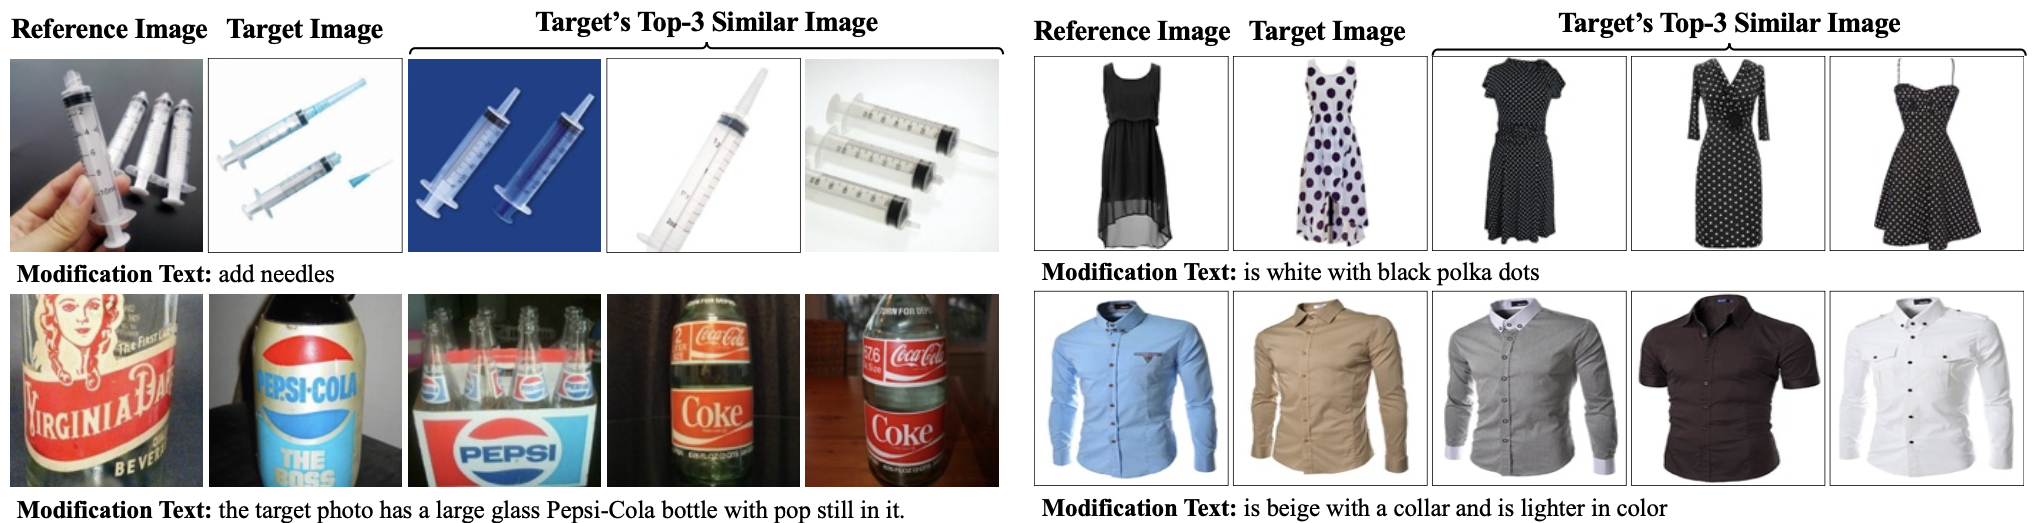 Reference Image Target Image Target's Top-3 Similar Image
Modification Text: add needles
The First La
VIRGINIA DA
BEVER
PEPSI-COLA
THE
BOSS
PEPSI
2
Coca-Cola
Coke
67.6
Coca-Cola
Coke
Modification Text: the target photo has a large glass Pepsi-Cola bottle with pop still in it.
Reference Image Target Image Target's Top-3 Similar Image
Modification Text: is white with black polka dots
Modification Text: is beige with a collar and is lighter in color